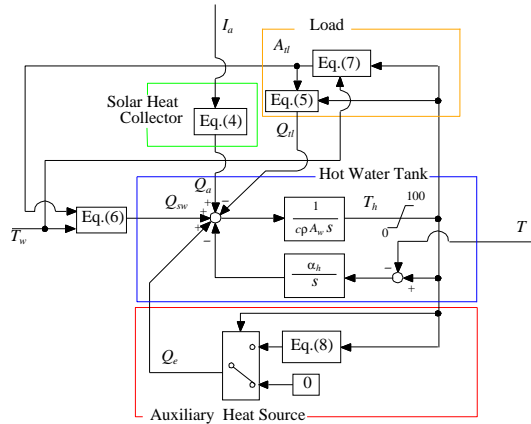 I_a
Load
A_tl
Eq.(7)
Solar Heat
Collector
Eq.(4)
Eq.(5)
Q_tl
Hot Water Tank
Q_a
Q_sw
T_h
100
0
Eq.(6)
T_w
+
−
+
+
−
1
cρA_w s
T
α_h
s
−
+
Q_e
Eq.(8)
0
Auxiliary Heat Source